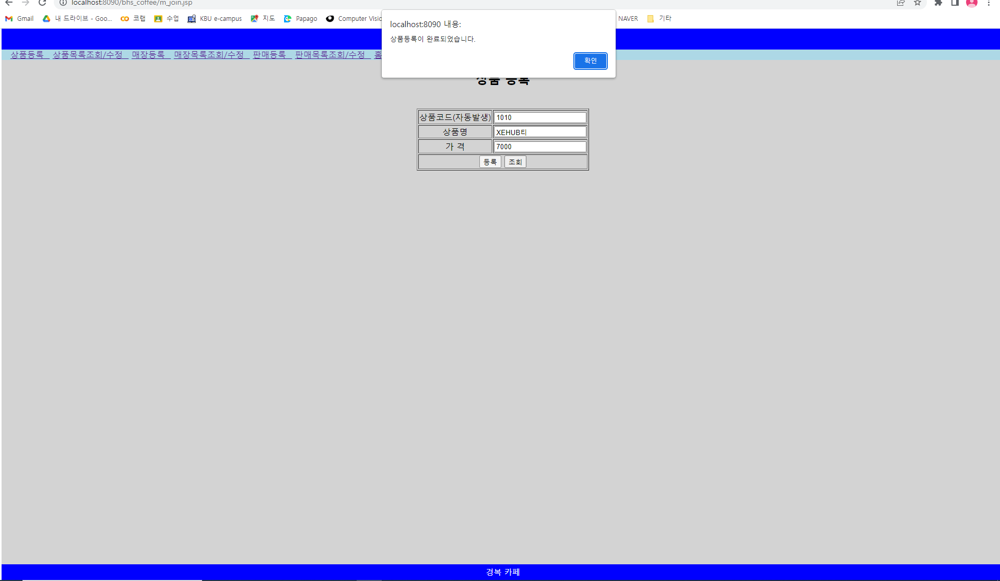 localhost:8090/bhs_coffee/m_join.jsp
Gmail 내 드라이브 - Goo... 코랩 수업 KBU e-campus 지도 Papago Computer Visio NAVER 기타
localhost:8090 내용:
상품등록이 완료되었습니다.
확인
상품등록 상품목록조회/수정 매장등록 매장목록조회/수정 판매등록 판매목록조회/수정 홈
상품 등록
상품코드(자동발생) 1010
상품명 XEHUB티
가 격 7000
등록 조회
경복 카페